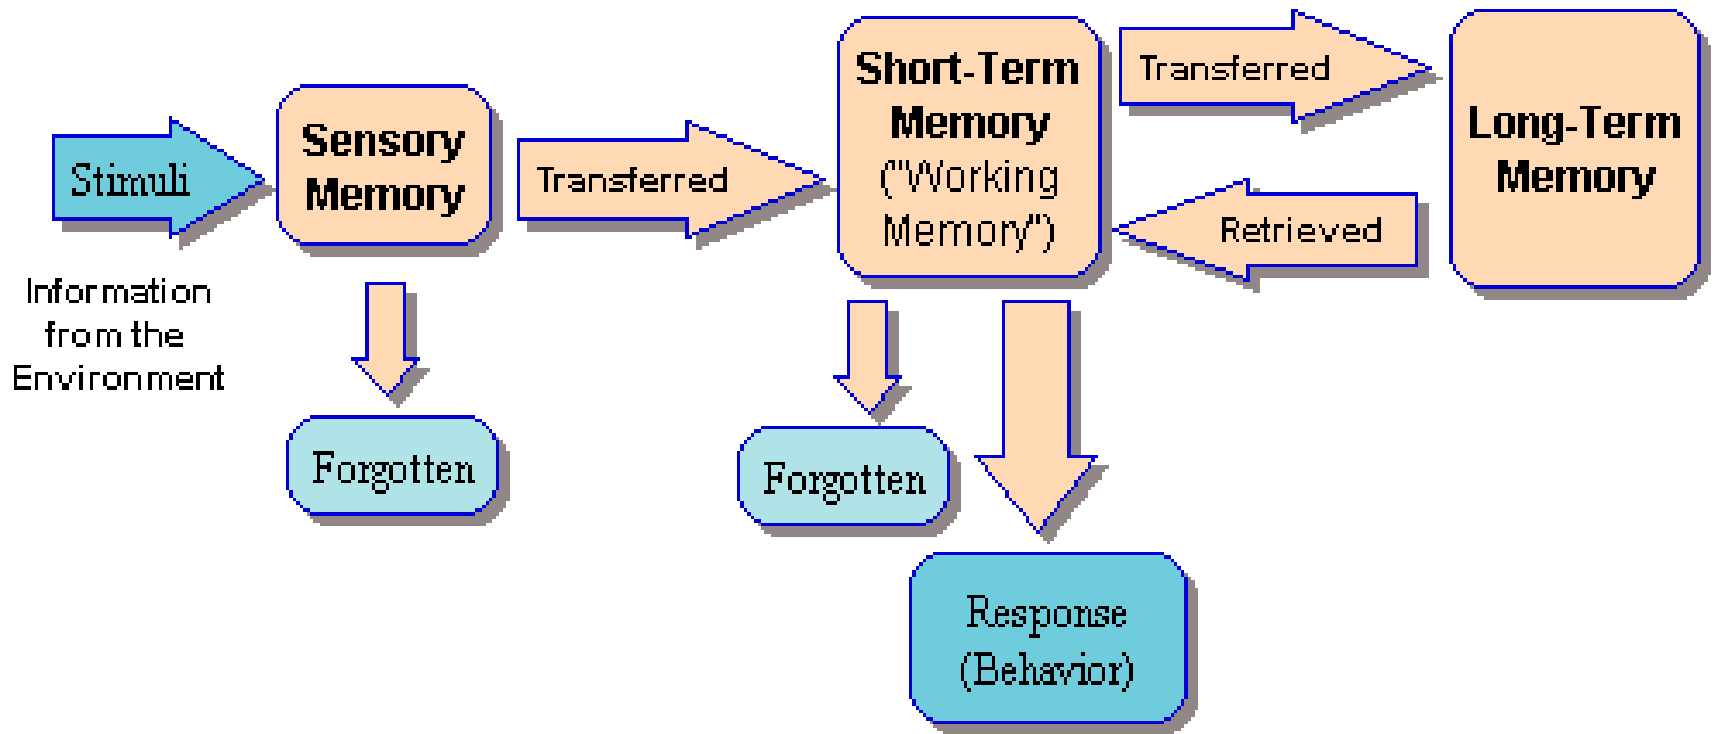 Stimuli
Information
from the
Environment
Sensory
Memory
Forgotten
Transferred
Short-Term
Memory
("Working
Memory")
Forgotten
Response
(Behavior)
Transferred
Retrieved
Long-Term
Memory